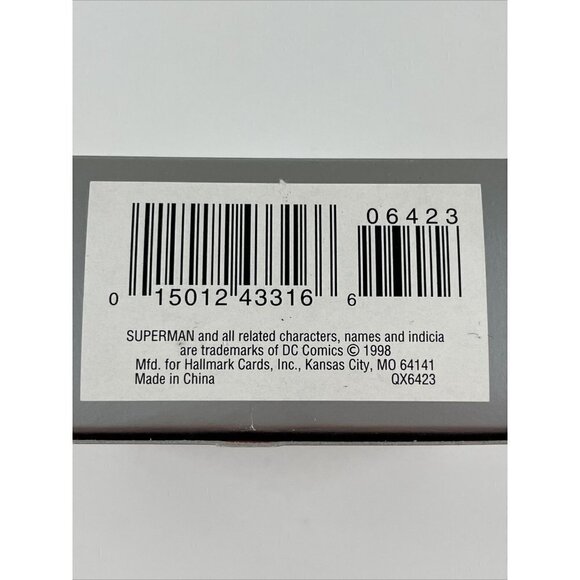 06423
0 15012 43316 6
SUPERMAN and all related characters, names and indicia
are trademarks of DC Comics © 1998
Mfd. for Hallmark Cards, Inc., Kansas City, MO 64141
Made in China QX6423